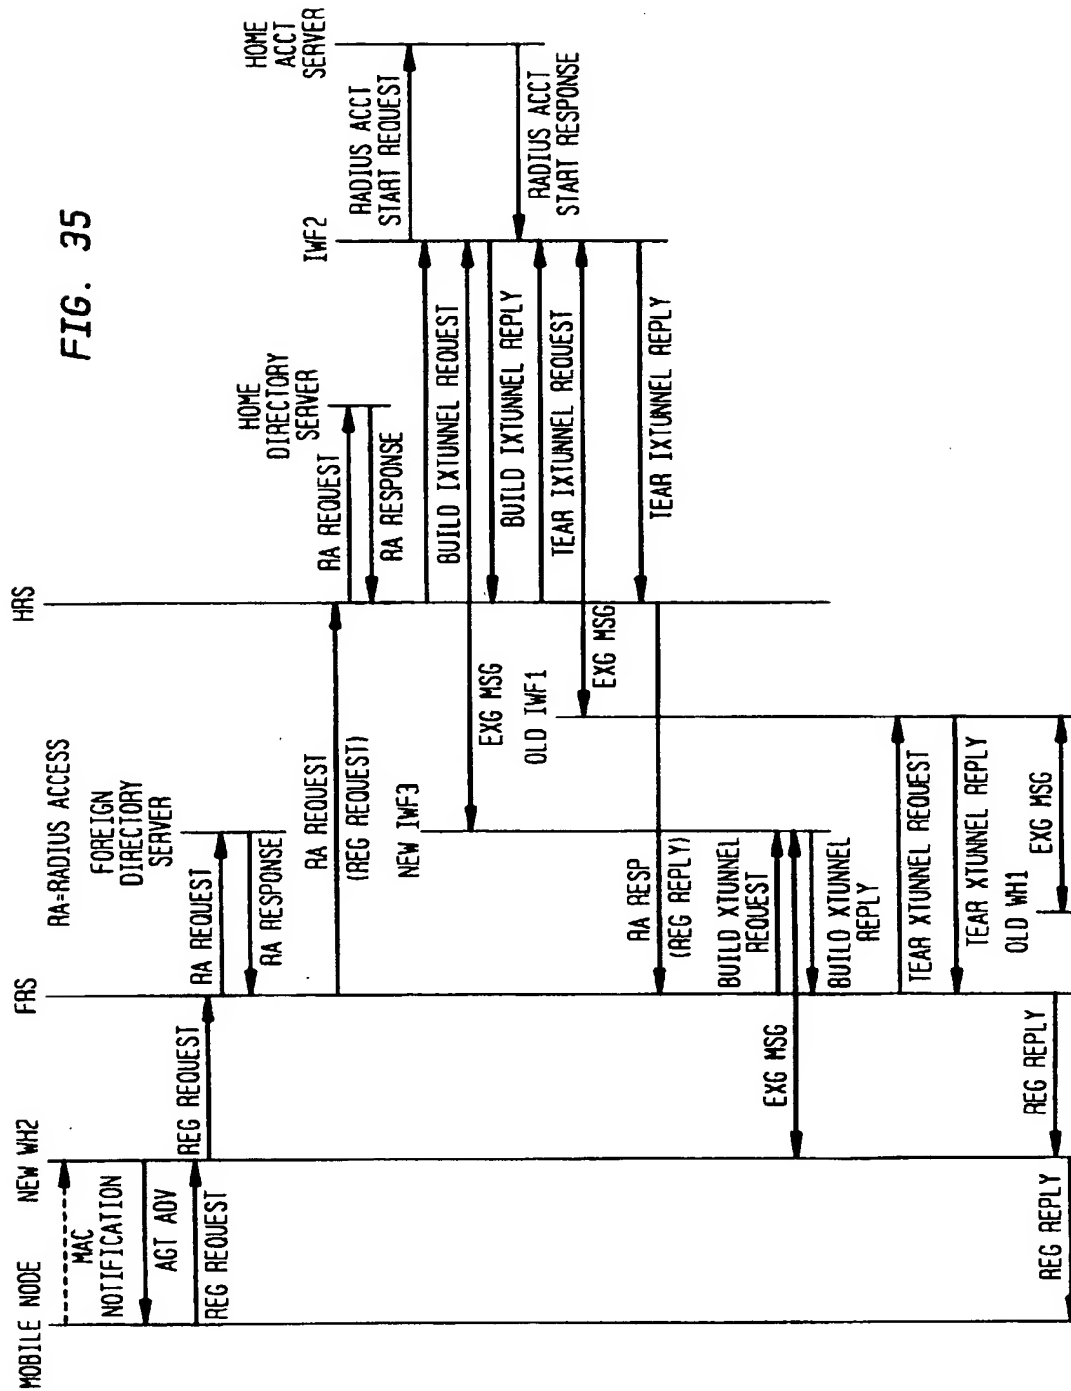 FIG. 35
RA=RADIUS ACCESS
MOBILE NODE
NEW WH2
FRS
FOREIGN
DIRECTORY
SERVER
HRS
HOME
DIRECTORY
SERVER
IWF2
HOME
ACCT
SERVER
MAC
NOTIFICATION
AGT ADV
REG REQUEST
REG REQUEST
RA REQUEST
RA RESPONSE
RA REQUEST
(REG REQUEST)
RA REQUEST
RA RESPONSE
RADIUS ACCT
START REQUEST
BUILD IXTUNNEL REQUEST
NEW IWF3
EXG MSG
BUILD IXTUNNEL REPLY
RADIUS ACCT
START RESPONSE
OLD IWF1
TEAR IXTUNNEL REQUEST
EXG MSG
TEAR IXTUNNEL REPLY
RA RESP
(REG REPLY)
BUILD XTUNNEL
REQUEST
EXG MSG
BUILD XTUNNEL
REPLY
TEAR XTUNNEL REQUEST
TEAR XTUNNEL REPLY
OLD WH1
EXG MSG
REG REPLY
REG REPLY